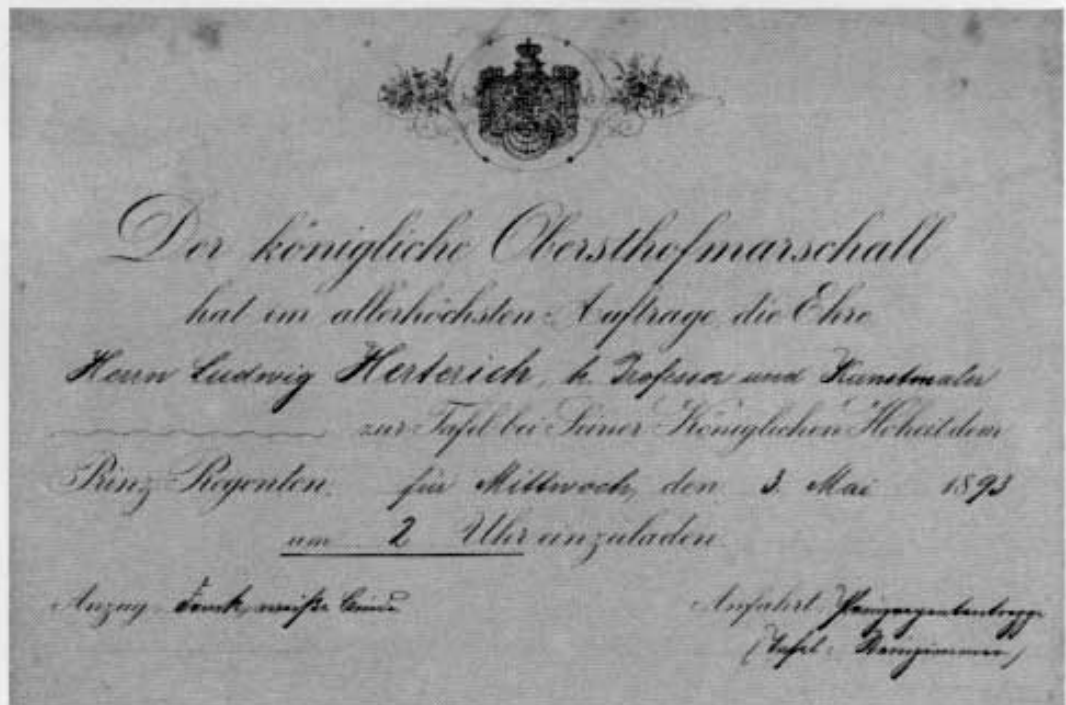 Der königliche Obersthofmarschall
hat im allerhöchsten Auftrage die Ehre
Herrn Ludwig Herterich, k. Professor und Kunstmaler
zur Tafel bei Seiner Königlichen Hoheit dem
Prinz-Regenten, für Mittwoch, den 3. Mai 1893
um 2 Uhr einzuladen.
Anzug: Frack, weiße Binde
Anfahrt: Prinzregententreppe
(Tafel: